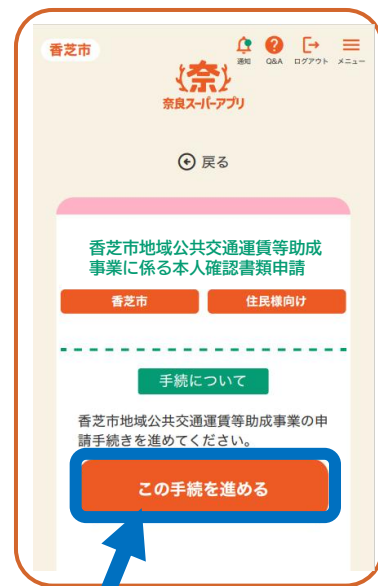 香芝市
通知
?
Q&A
ログアウト
メニュー
奈
奈良スーパーアプリ
戻る
香芝市地域公共交通運賃等助成
事業に係る本人確認書類申請
香芝市
住民様向け
手続について
香芝市地域公共交通運賃等助成事業の申
請手続きを進めてください。
この手続を進める